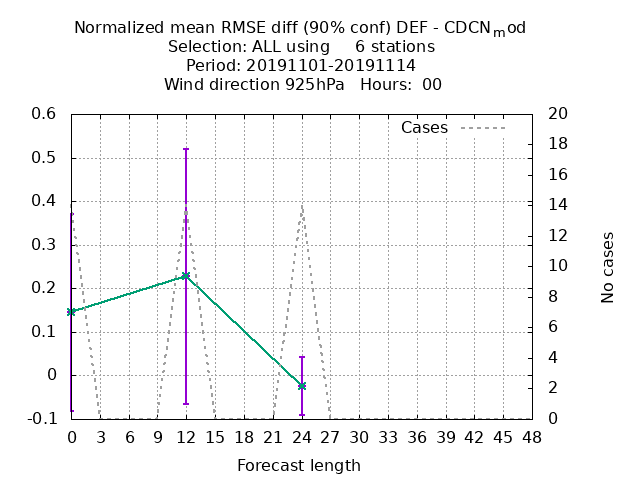 Normalized mean RMSE diff (90% conf) DEF - CDCNmod
Selection: ALL using     6 stations
Period: 20191101-20191114
Wind direction 925hPa   Hours:  00
Cases
0.6
0.5
0.4
0.3
0.2
0.1
0
-0.1
20
18
16
14
12
10
8
6
4
2
0
No cases
0 3 6 9 12 15 18 21 24 27 30 33 36 39 42 45 48
Forecast length